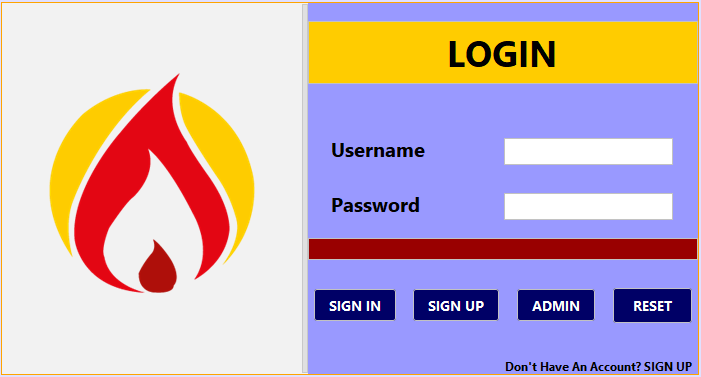 LOGIN
Username
Password
SIGN IN
SIGN UP
ADMIN
RESET
Don't Have An Account? SIGN UP